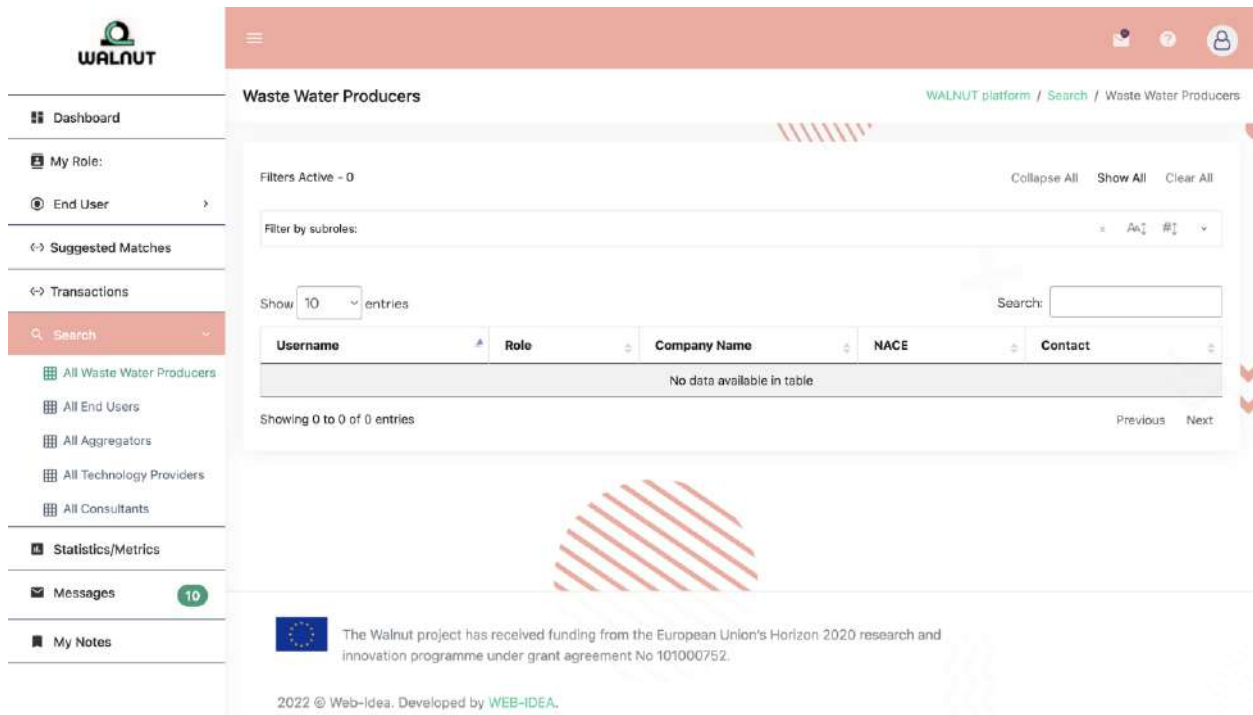 WALNUT
Dashboard
My Role:
End User
Suggested Matches
Transactions
Search
All Waste Water Producers
All End Users
All Aggregators
All Technology Providers
All Consultants
Statistics/Metrics
Messages 10
My Notes
Waste Water Producers
WALNUT platform / Search / Waste Water Producers
Filters Active - 0
Collapse All Show All Clear All
Filter by subroles:
x Aa #
Show 10 entries
Search:
Username Role Company Name NACE Contact
No data available in table
Showing 0 to 0 of 0 entries
Previous Next
The Walnut project has received funding from the European Union's Horizon 2020 research and
innovation programme under grant agreement No 101000752.
2022 © Web-Idea. Developed by WEB-IDEA.